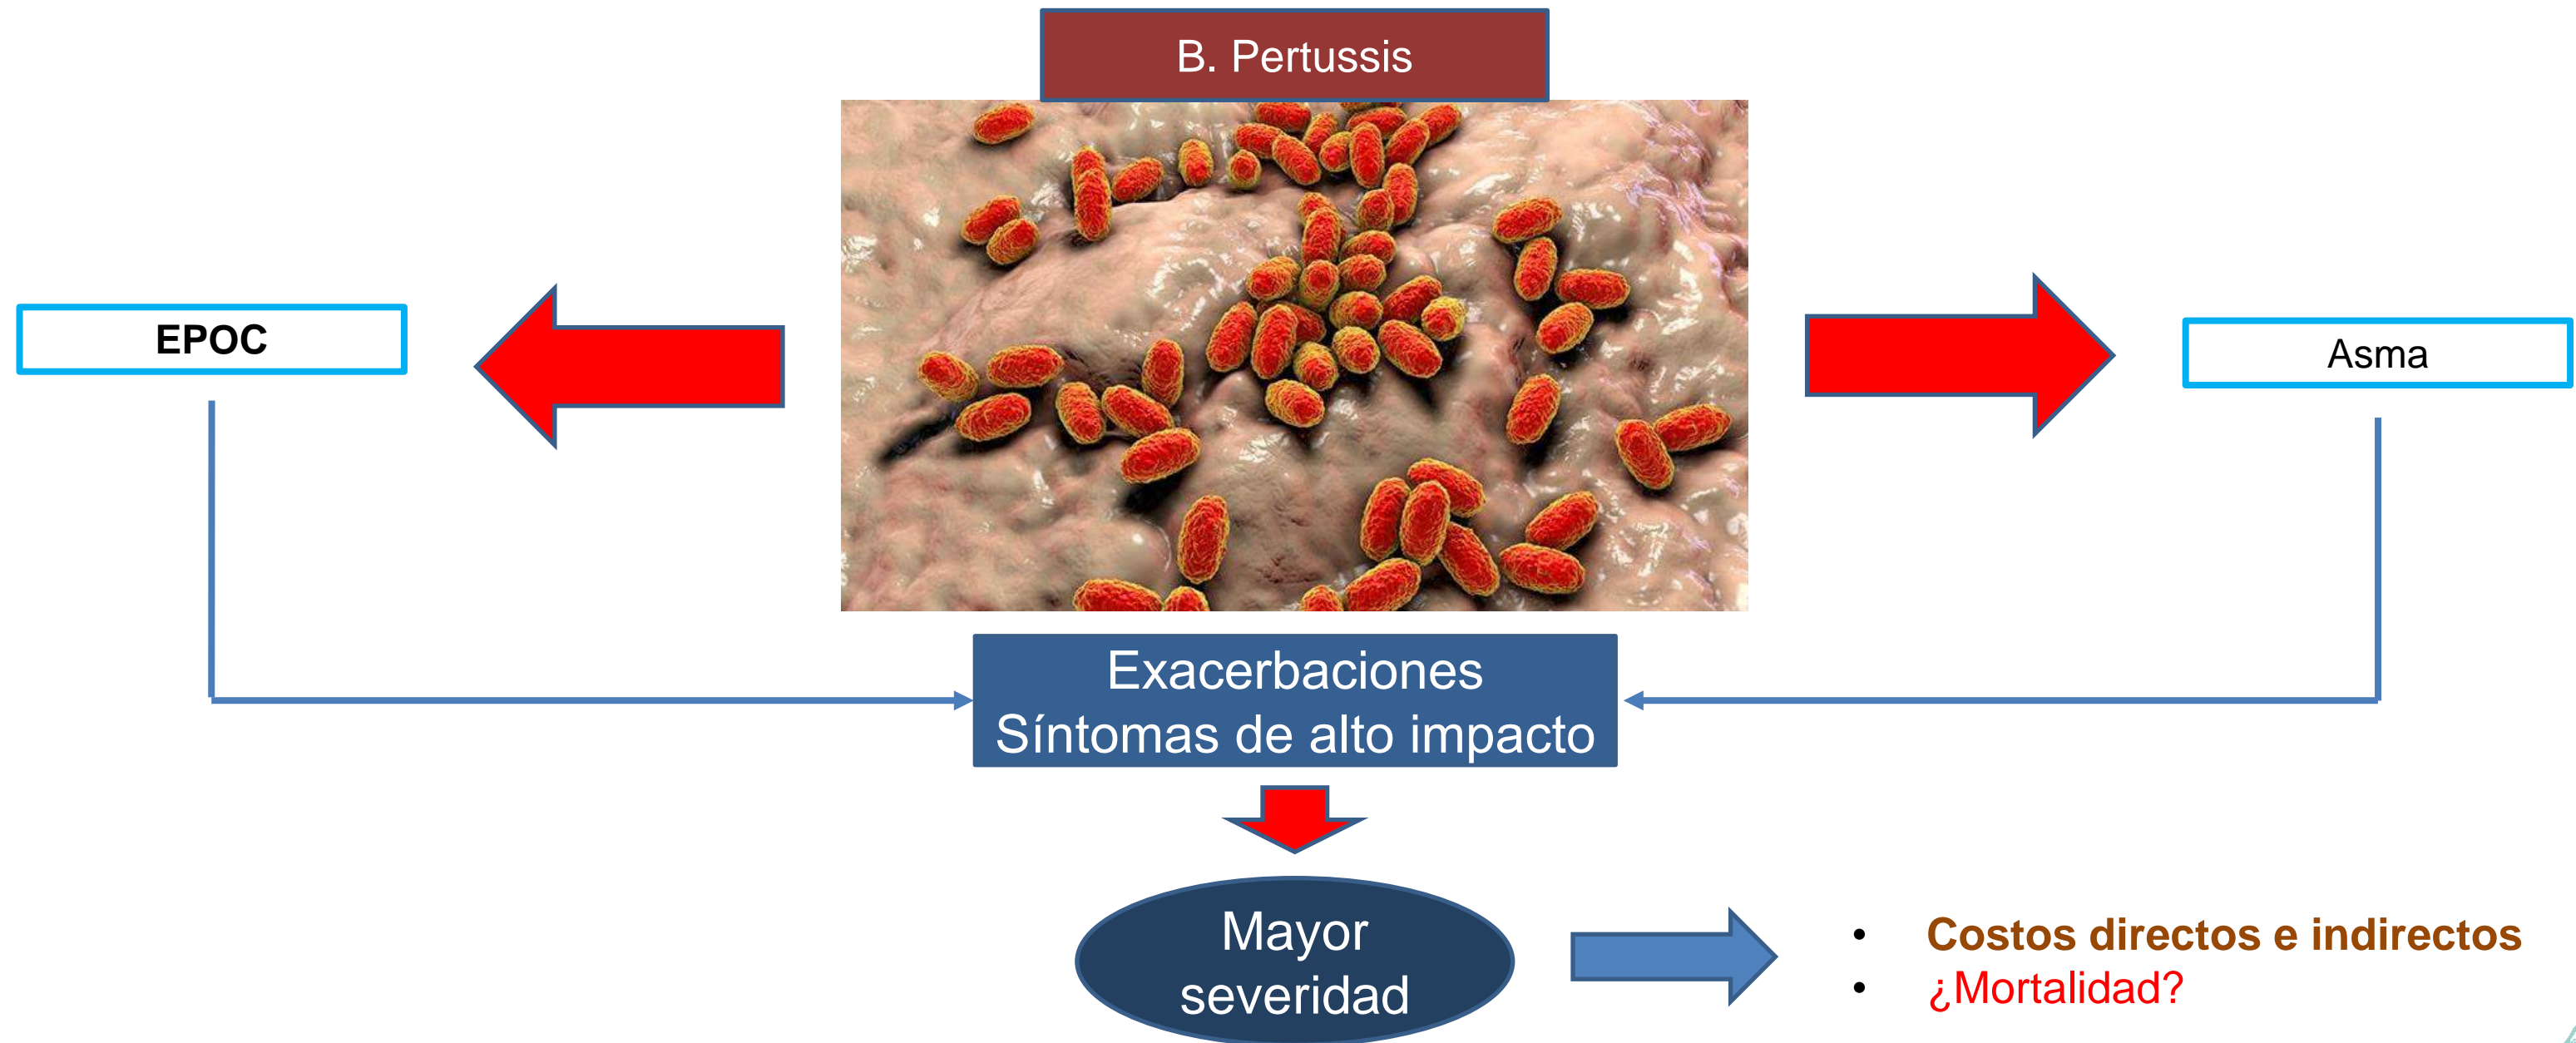 B. Pertussis
EPOC
Asma
Exacerbaciones
Síntomas de alto impacto
Mayor
severidad
• Costos directos e indirectos
• ¿Mortalidad?